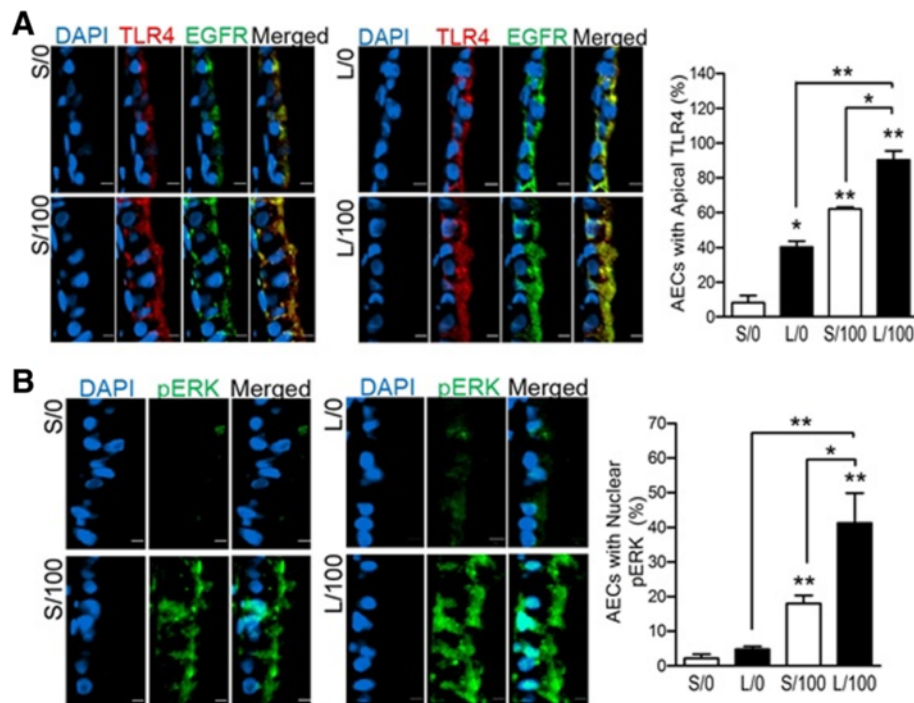 A
DAPI TLR4 EGFR Merged
S/0
S/100
DAPI TLR4 EGFR Merged
L/0
L/100
AECs with Apical TLR4 (%)
140
120
100
80
60
40
20
0
**
*
*
**
**
S/0 L/0 S/100 L/100
B
DAPI pERK Merged
S/0
S/100
DAPI pERK Merged
L/0
L/100
AECs with Nuclear
pERK (%)
70
60
50
40
30
20
10
0
**
*
**
**
S/0 L/0 S/100 L/100